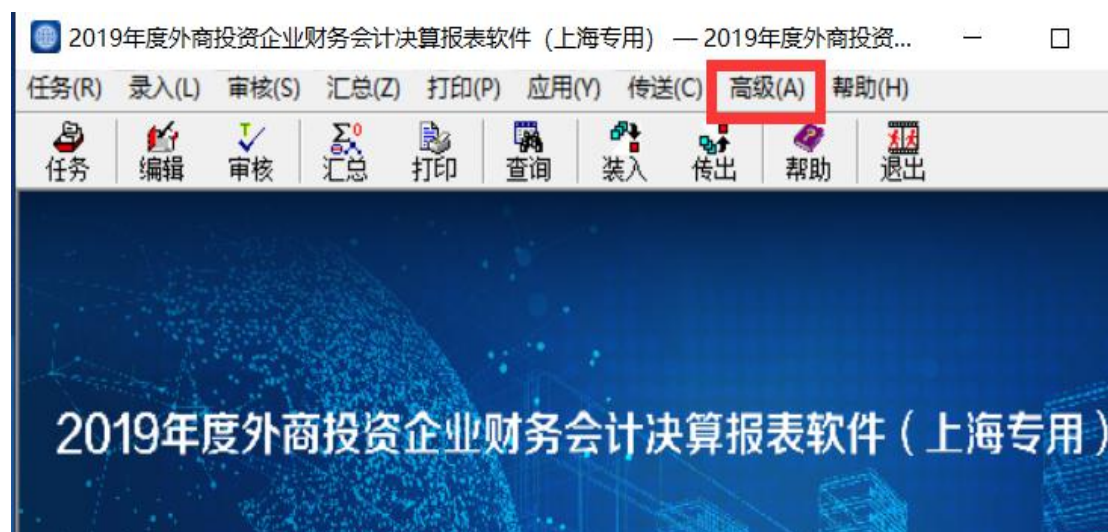 2019年度外商投资企业财务会计决算报表软件（上海专用） — 2019年度外商投资...
任务(R) 录入(L) 审核(S) 汇总(Z) 打印(P) 应用(Y) 传送(C) 高级(A) 帮助(H)
任务 编辑 审核 汇总 打印 查询 装入 传出 帮助 退出
2019年度外商投资企业财务会计决算报表软件（上海专用）